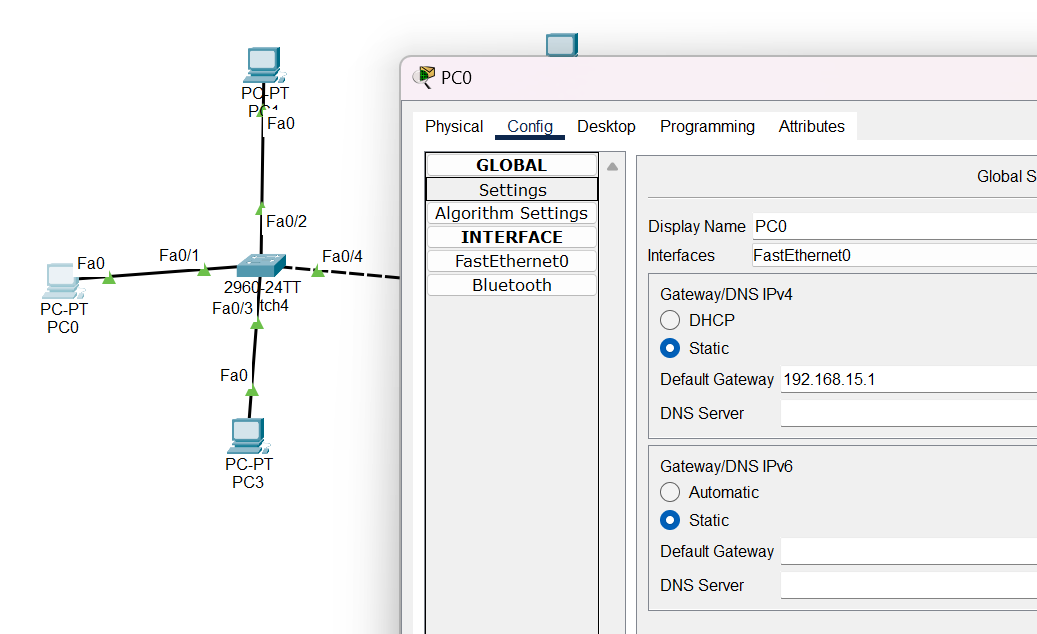 PC-PT
PC1
Fa0
Fa0/2
Fa0/1
Fa0
Fa0/4
2960-24TT
Fa0/3
tch4
PC-PT
PC0
Fa0
PC-PT
PC3
PC0
Physical
Config
Desktop
Programming
Attributes
GLOBAL
Settings
Algorithm Settings
INTERFACE
FastEthernet0
Bluetooth
Global S
Display Name PC0
Interfaces FastEthernet0
Gateway/DNS IPv4
DHCP
Static
Default Gateway 192.168.15.1
DNS Server
Gateway/DNS IPv6
Automatic
Static
Default Gateway
DNS Server